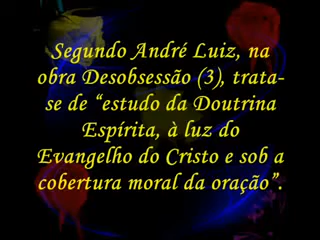 Segundo André Luiz, na
obra Desobsessão (3), trata-
se de “estudo da Doutrina
Espírita, à luz do
Evangelho do Cristo e sob a
cobertura moral da oração”.